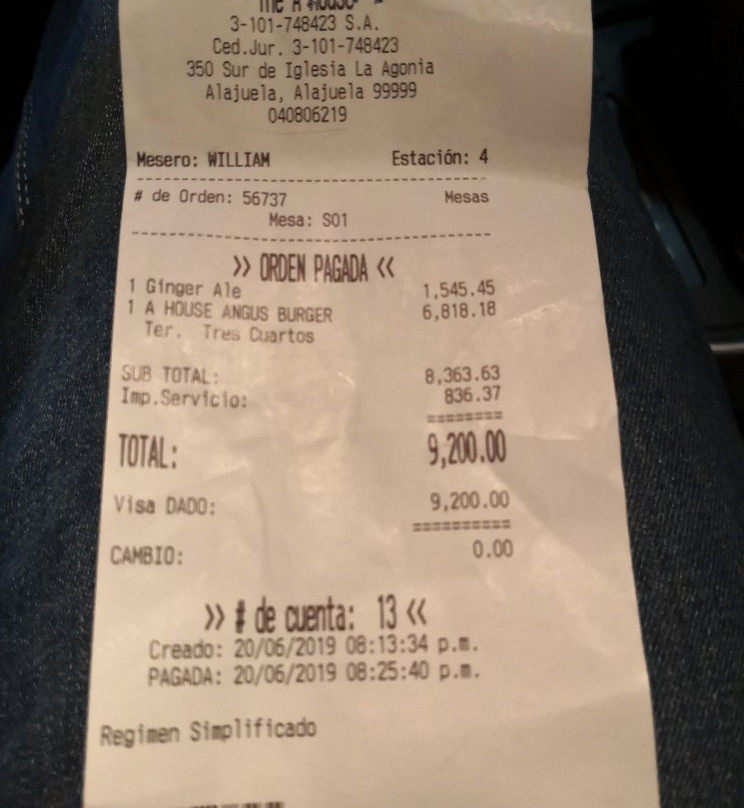 The A House
3-101-748423 S.A.
Ced.Jur. 3-101-748423
350 Sur de Iglesia La Agonia
Alajuela, Alajuela 99999
040806219
Mesero: WILLIAM Estación: 4
# de Orden: 56737 Mesas
Mesa: S01
>> ORDEN PAGADA <<
1 Ginger Ale 1,545.45
1 A HOUSE ANGUS BURGER 6,818.18
Ter. Tres Cuartos
SUB TOTAL: 8,363.63
Imp.Servicio: 836.37
========
TOTAL: 9,200.00
Visa DADO: 9,200.00
==========
CAMBIO: 0.00
>> # de cuenta: 13 <<
Creado: 20/06/2019 08:13:34 p.m.
PAGADA: 20/06/2019 08:25:40 p.m.
Regimen Simplificado